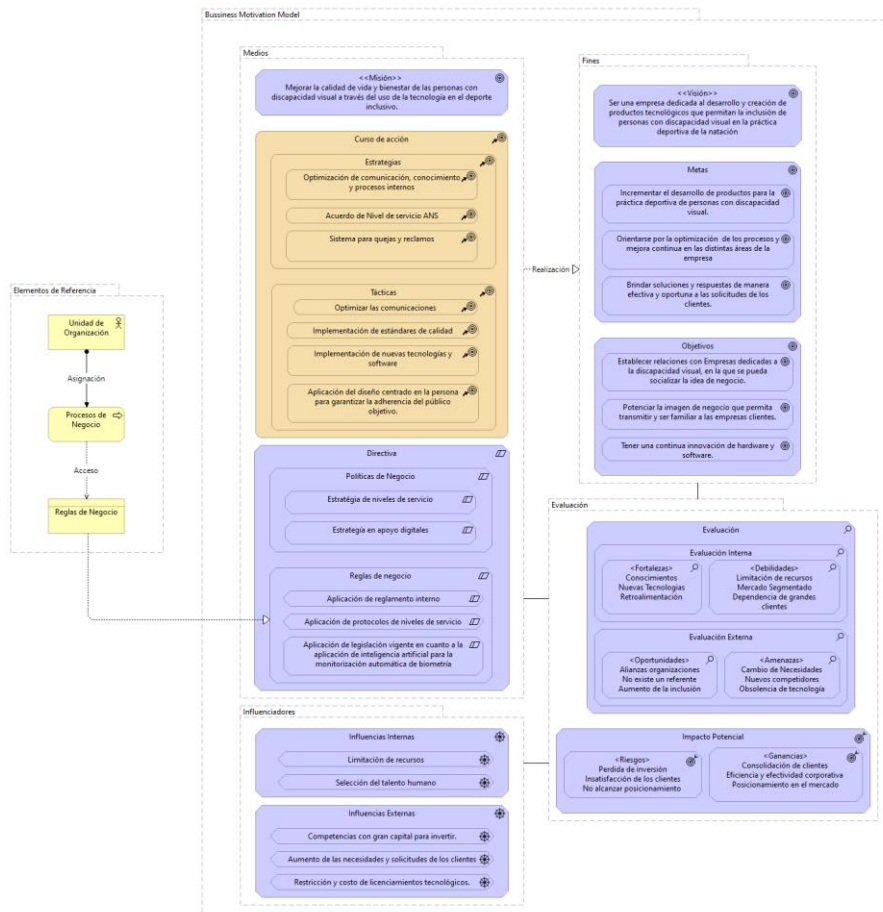 Bussiness Motivation Model
Medios
<<Misión>>
Mejorar la calidad de vida y bienestar de las personas con
discapacidad visual a través del uso de la tecnología en el deporte
inclusivo.
Curso de acción
Estrategias
Optimización de comunicación, conocimiento
y procesos internos
Acuerdo de Nivel de servicio ANS
Sistema para quejas y reclamos
Tácticas
Optimizar las comunicaciones
Implementación de estándares de calidad
Implementación de nuevas tecnologías y
software
Aplicación del diseño centrado en la persona
para garantizar la adherencia del público
objetivo.
Directiva
Políticas de Negocio
Estratégia de niveles de servicio
Estrategía en apoyo digitales
Reglas de negocio
Aplicación de reglamento interno
Aplicación de protocolos de niveles de servicio
Aplicación de legislación vigente en cuanto a la
aplicación de inteligencia artificial para la
monitorización automática de biometría
Realización
Fines
<<Visión>>
Ser una empresa dedicada al desarrollo y creación de
productos tecnológicos que permitan la inclusión de
personas con discapacidad visual en la práctica
deportiva de la natación
Metas
Incrementar el desarrollo de productos para la
práctica deportiva de personas con discapacidad
visual.
Orientarse por la optimización de los procesos y
mejora continua en las distintas áreas de la
empresa
Brindar soluciones y respuestas de manera
efectiva y oportuna a las solicitudes de los
clientes.
Objetivos
Establecer relaciones con Empresas dedicadas a
la discapacidad visual, en la que se pueda
socializar la idea de negocio.
Potenciar la imagen de negocio que permita
transmitir y ser familiar a las empresas clientes.
Tener una continua innovación de hardware y
software.
Elementos de Referencia
Unidad de
Organización
Asignación
Procesos de
Negocio
Acceso
Reglas de Negocio
Evaluación
Evaluación
Evaluación Interna
<Fortalezas>
Conocimientos
Nuevas Tecnologias
Retroalimentación
<Debilidades>
Limitación de recursos
Mercado Segmentado
Dependencia de grandes
clientes
Evaluación Externa
<Oportunidades>
Alianzas organizaciones
No existe un referente
Aumento de la inclusión
<Amenazas>
Cambio de Necesidades
Nuevos competidores
Obsolencia de tecnología
Impacto Potencial
<Riesgos>
Perdida de inversión
Insatisfacción de los clientes
No alcanzar posicionamiento
<Ganancias>
Consolidación de clientes
Eficiencia y efectividad corporativa
Posicionamiento en el mercado
Influenciadores
Influencias Internas
Limitación de recursos
Selección del talento humano
Influencias Externas
Competencias con gran capital para invertir.
Aumento de las necesidades y solicitudes de los clientes
Restricción y costo de licenciamientos tecnológicos.